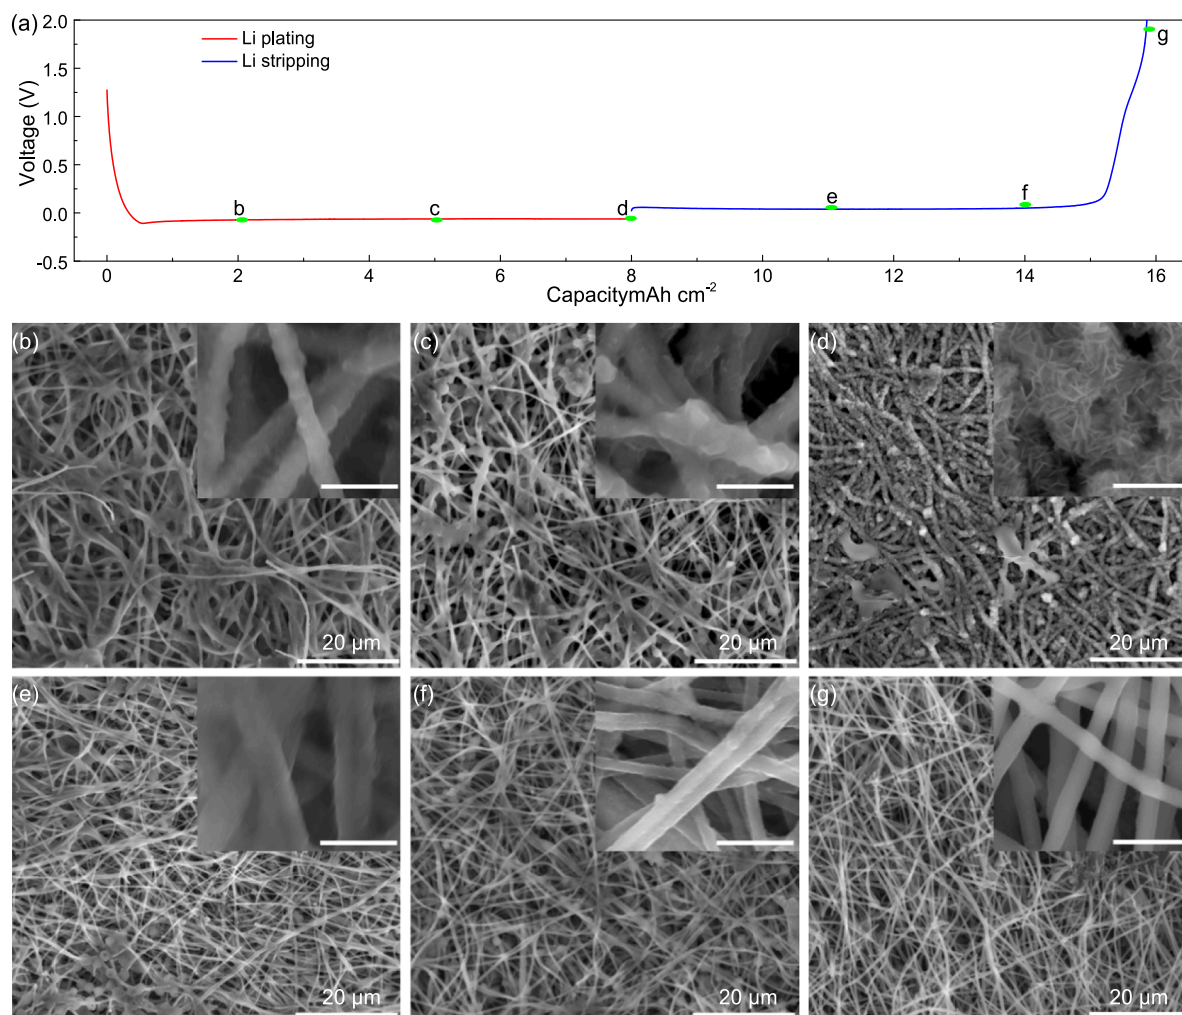 (a)
Li plating
Li stripping
Voltage (V)
2.0
1.5
1.0
0.5
0.0
-0.5
b
c
d
e
f
g
0
2
4
6
8
10
12
14
16
CapacitymAh cm-2
(b)
20 µm
(c)
20 µm
(d)
20 µm
(e)
20 µm
(f)
20 µm
(g)
20 µm